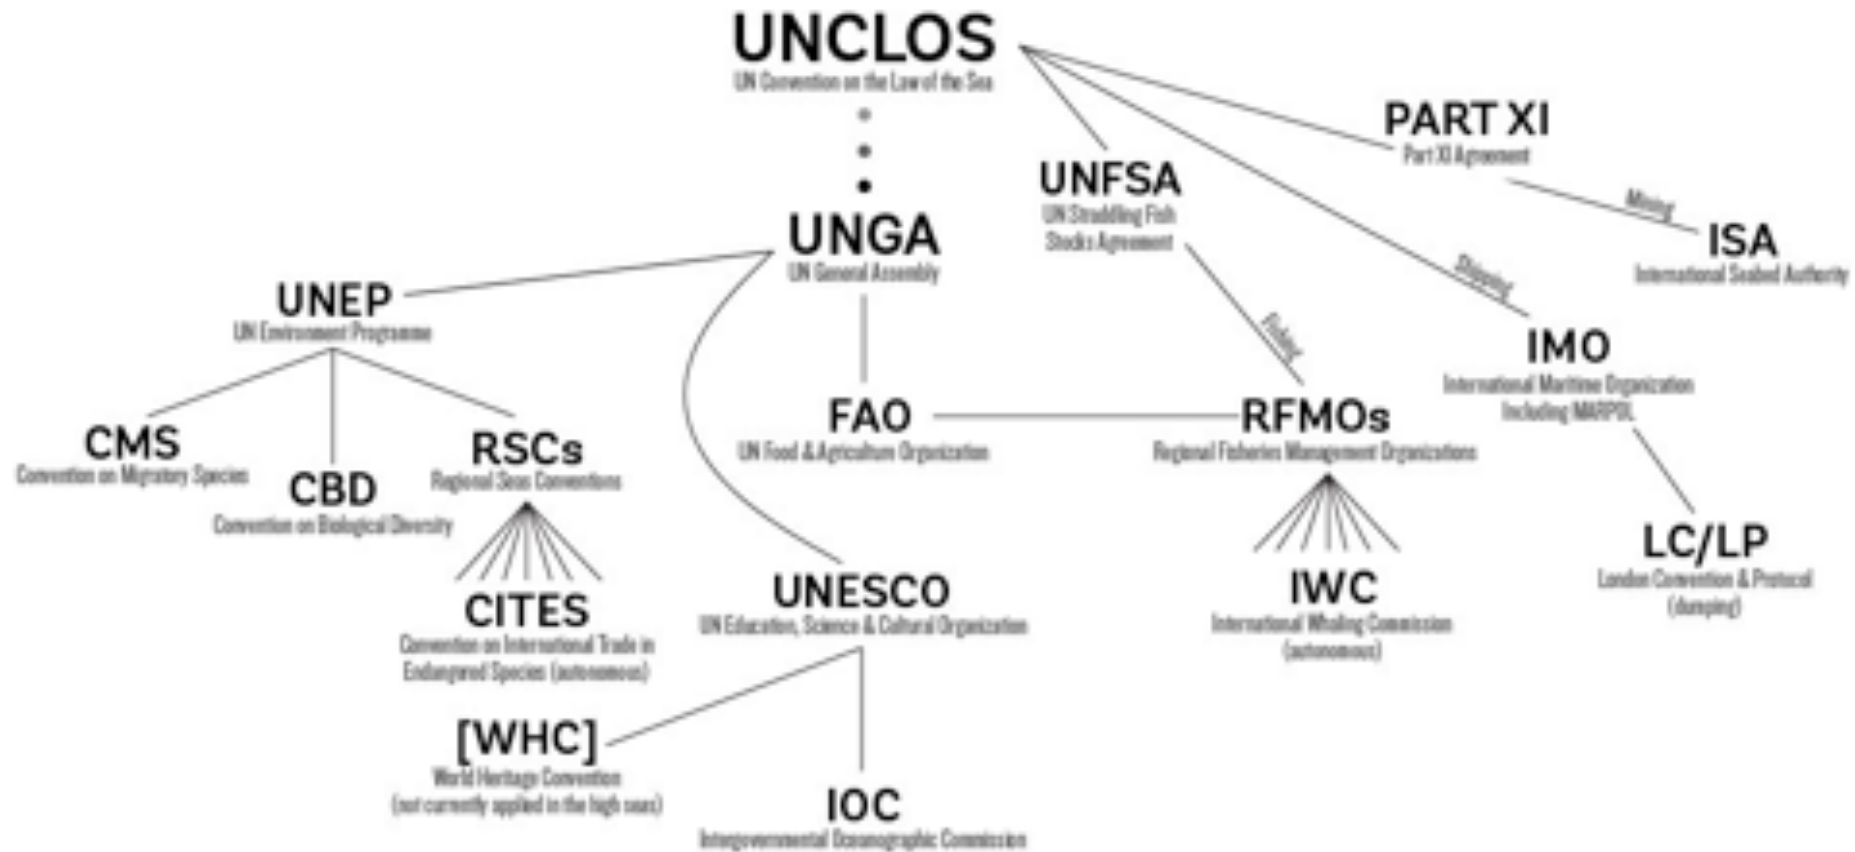 UNCLOS
UN Convention on the Law of the Sea
PART XI
Part XI Agreement
UNFSA
UN Straddling Fish
Stocks Agreement
Mining
ISA
International Seabed Authority
UNGA
UN General Assembly
Shipping
UNEP
UN Environment Programme
Fishing
IMO
International Maritime Organization
Including MARPOL
CMS
Convention on Migratory Species
CBD
Convention on Biological Diversity
RSCs
Regional Seas Conventions
FAO
UN Food & Agriculture Organization
RFMOs
Regional Fisheries Management Organizations
LC/LP
London Convention & Protocol
(dumping)
CITES
Convention on International Trade in
Endangered Species (autonomous)
UNESCO
UN Education, Science & Cultural Organization
IWC
International Whaling Commission
(autonomous)
[WHC]
World Heritage Convention
(not currently applied in the high seas)
IOC
Intergovernmental Oceanographic Commission